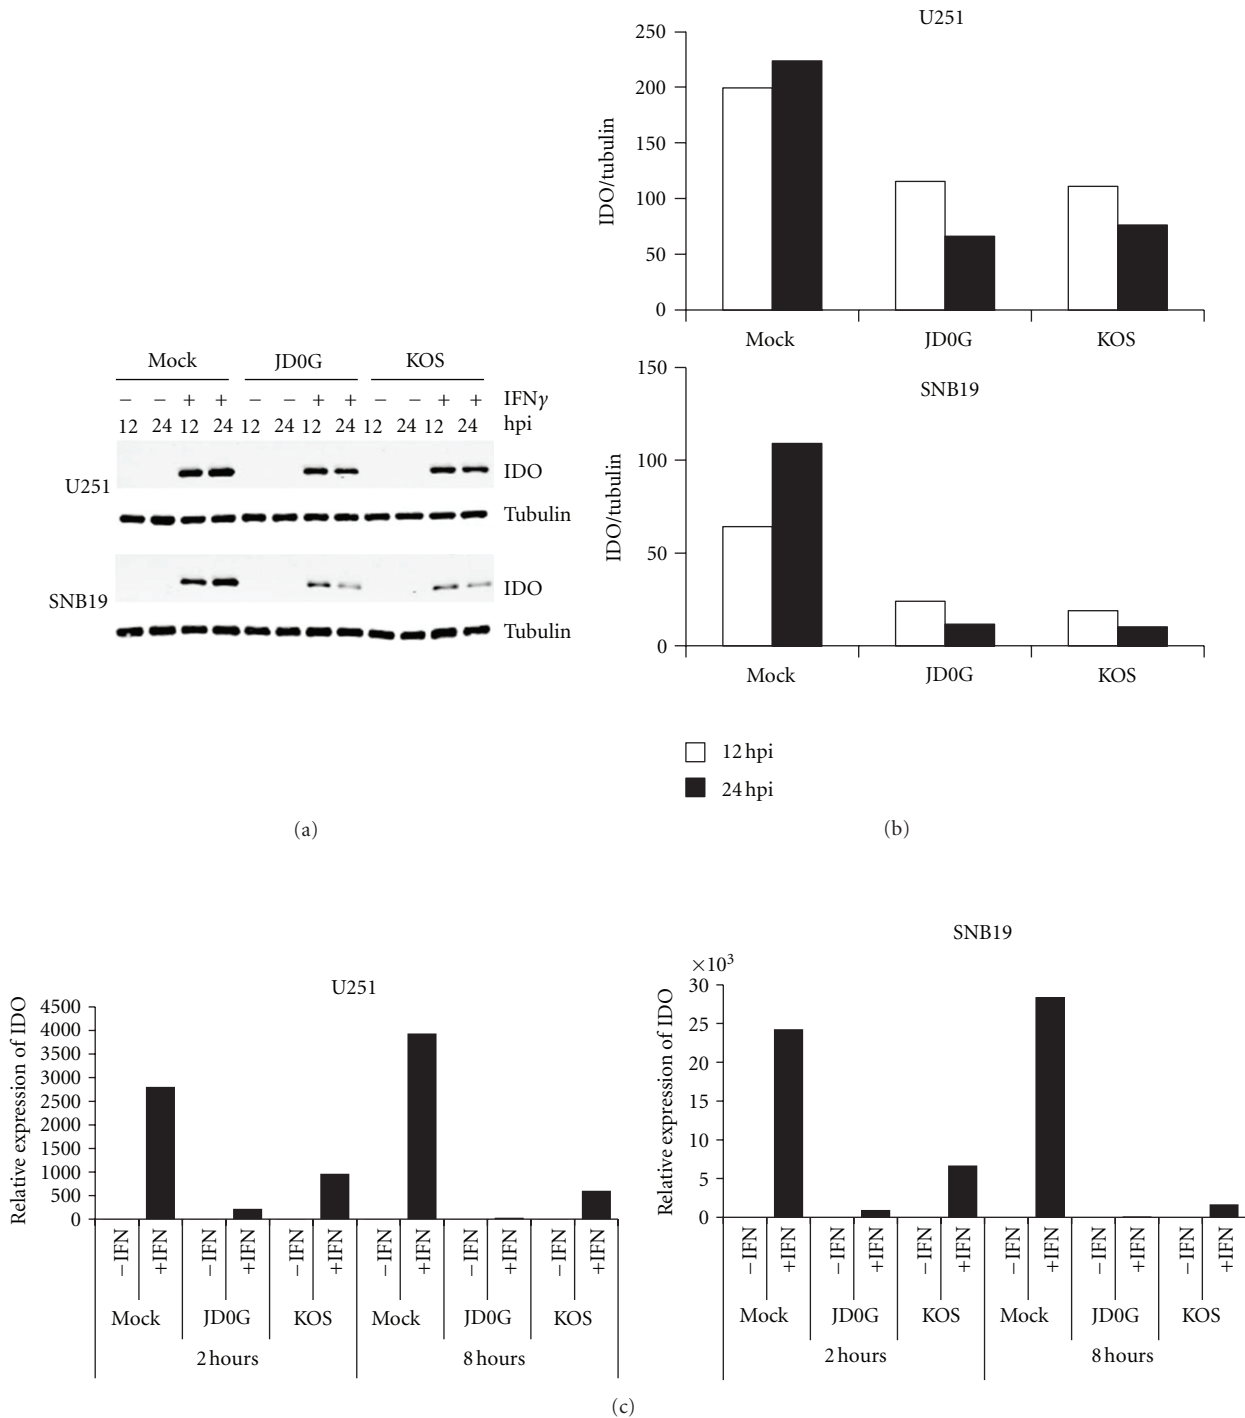 U251
250
200
150
100
50
0
IDO/tubulin
Mock JD0G KOS
Mock JD0G KOS
− − + + − − + + − − + + IFNγ
12 24 12 24 12 24 12 24 12 24 12 24 hpi
U251
IDO
Tubulin
SNB19
IDO
Tubulin
150
SNB19
100
50
0
IDO/tubulin
Mock JD0G KOS
12 hpi
24 hpi
(a)
(b)
U251
4500
4000
3500
3000
2500
2000
1500
1000
500
0
Relative expression of IDO
−IFN +IFN −IFN +IFN −IFN +IFN −IFN +IFN −IFN +IFN −IFN +IFN
Mock JD0G KOS Mock JD0G KOS
2 hours 8 hours
SNB19
×10³
30
25
20
15
10
5
0
Relative expression of IDO
−IFN +IFN −IFN +IFN −IFN +IFN −IFN +IFN −IFN +IFN −IFN +IFN
Mock JD0G KOS Mock JD0G KOS
2 hours 8 hours
(c)